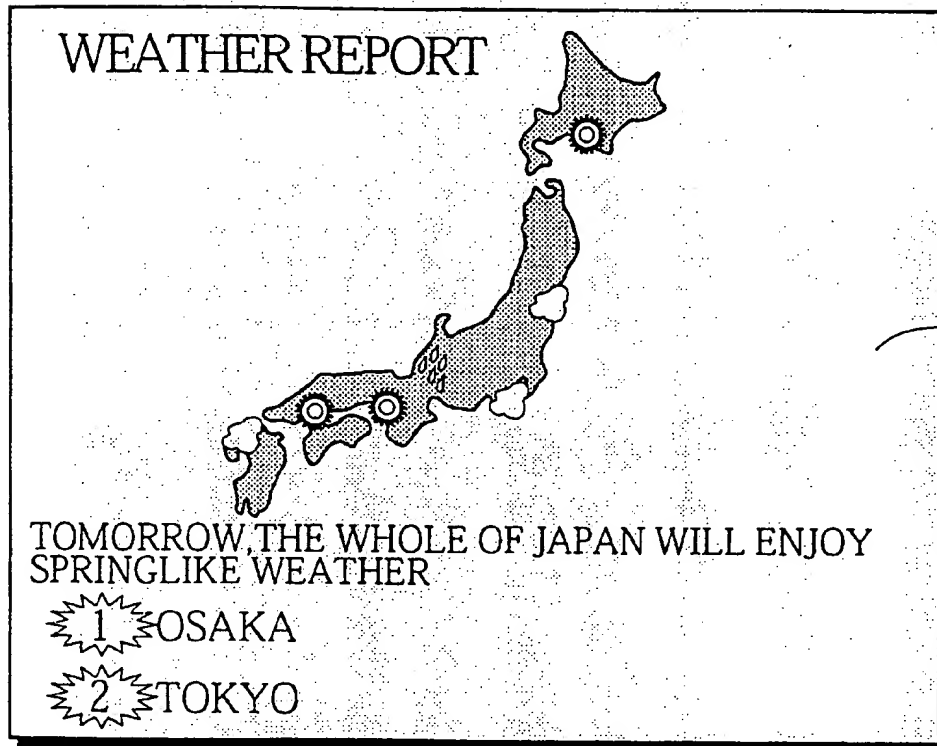 WEATHER REPORT
TOMORROW,THE WHOLE OF JAPAN WILL ENJOY
SPRINGLIKE WEATHER
1 OSAKA
2 TOKYO